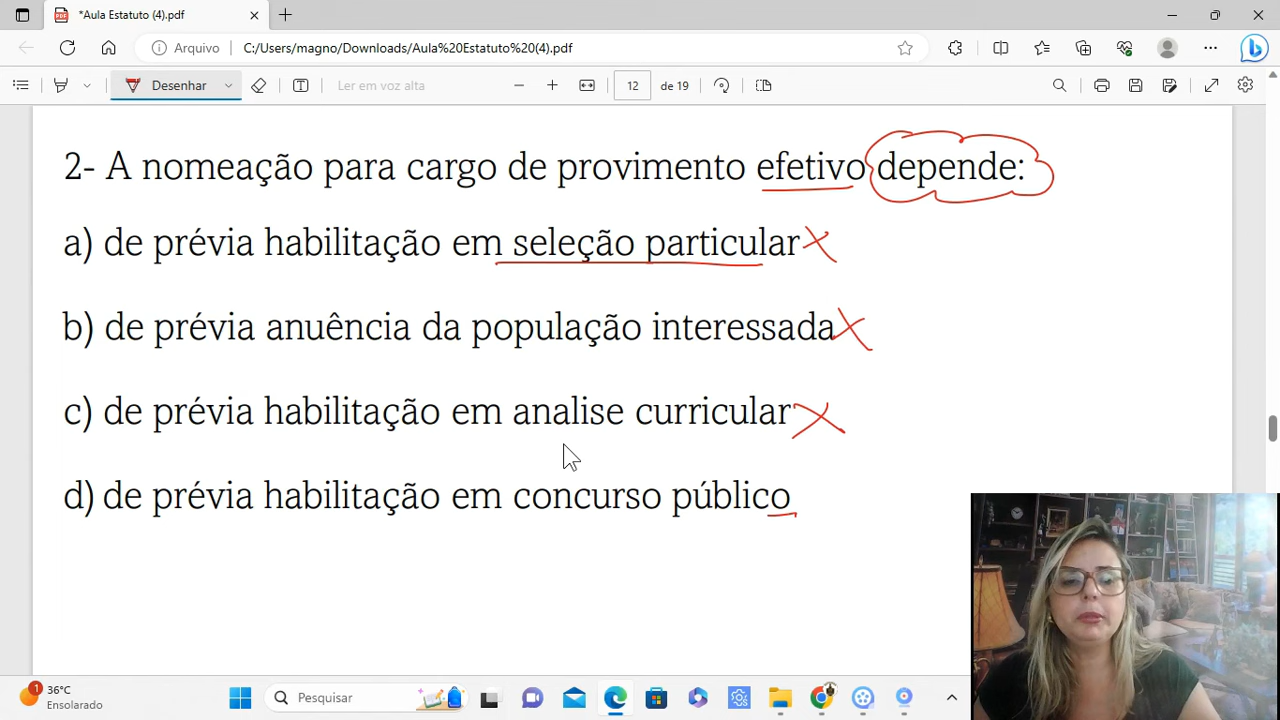 *Aula Estatuto (4).pdf
Arquivo
C:/Users/magno/Downloads/Aula%20Estatuto%20(4).pdf
Desenhar
Ler em voz alta
12
de 19
2- A nomeação para cargo de provimento efetivo depende:
a) de prévia habilitação em seleção particular
b) de prévia anuência da população interessada
c) de prévia habilitação em analise curricular
d) de prévia habilitação em concurso público
1
36°C
Ensolarado
Pesquisar